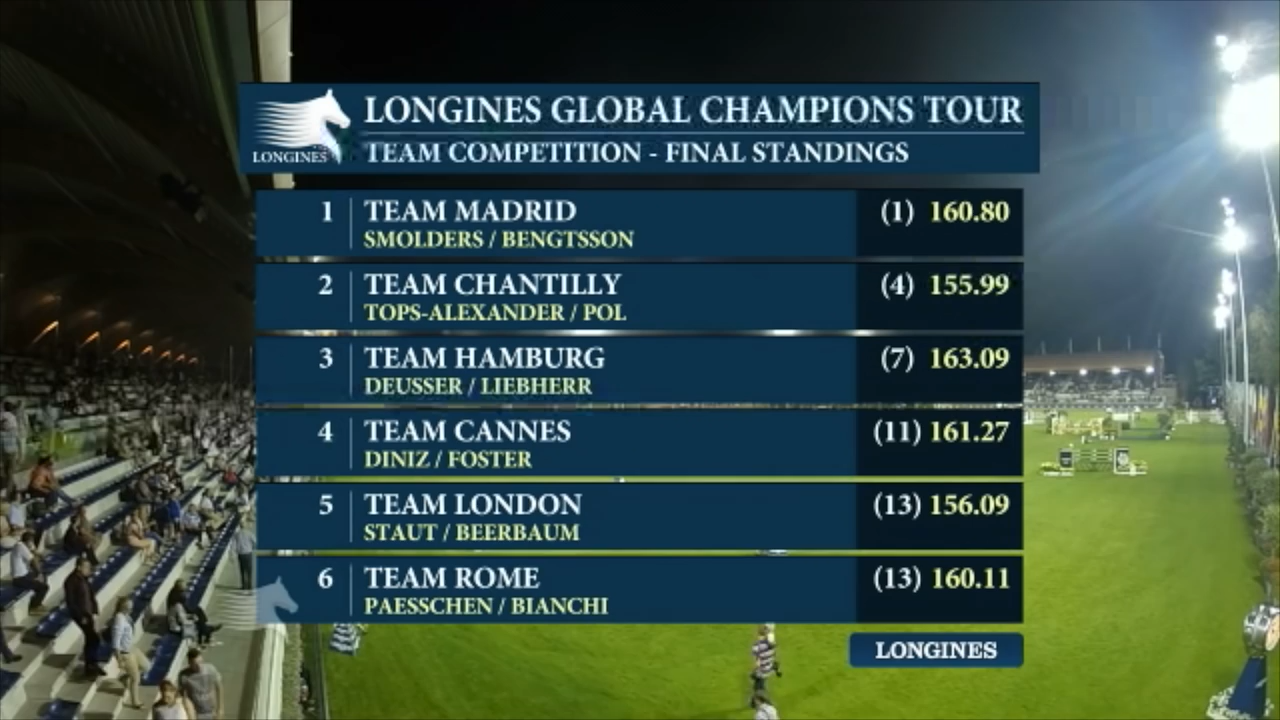 LONGINES GLOBAL CHAMPIONS TOUR
LONGINES
TEAM COMPETITION - FINAL STANDINGS
1 TEAM MADRID (1) 160.80
SMOLDERS / BENGTSSON
2 TEAM CHANTILLY (4) 155.99
TOPS-ALEXANDER / POL
3 TEAM HAMBURG (7) 163.09
DEUSSER / LIEBHERR
4 TEAM CANNES (11) 161.27
DINIZ / FOSTER
5 TEAM LONDON (13) 156.09
STAUT / BEERBAUM
6 TEAM ROME (13) 160.11
PAESSCHEN / BIANCHI
LONGINES